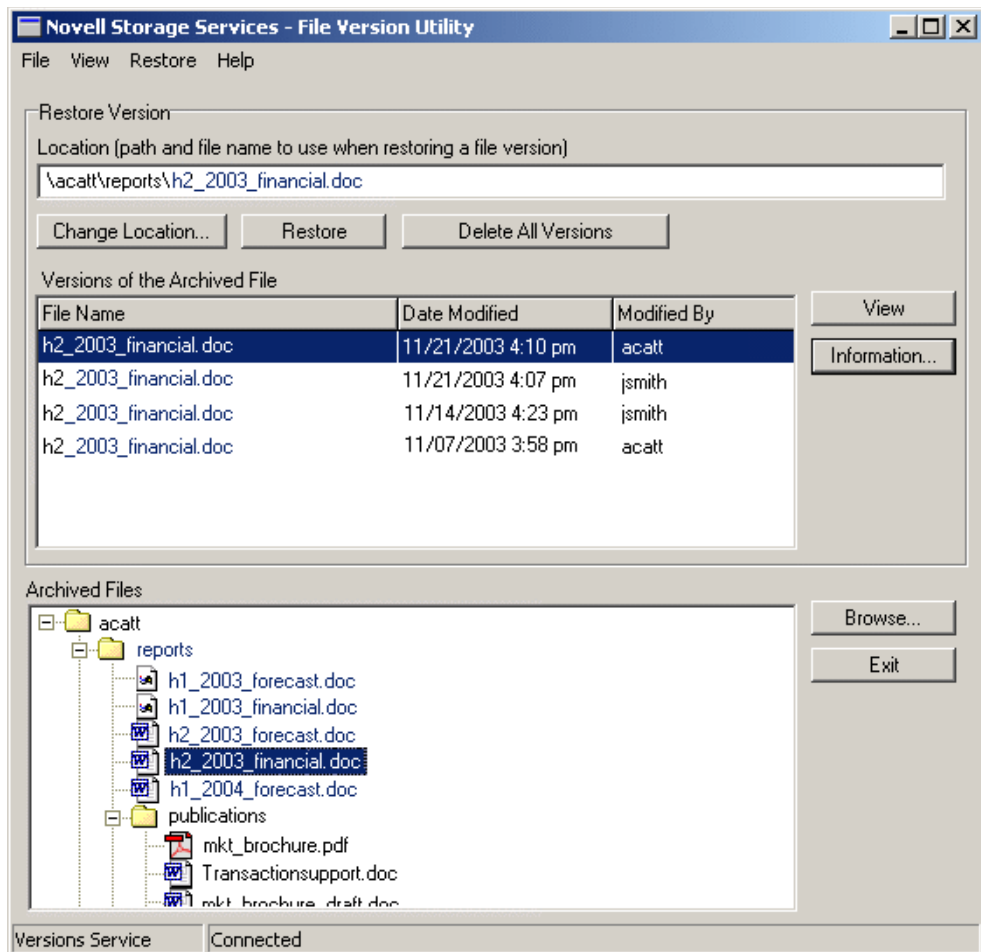 Novell Storage Services - File Version Utility
File View Restore Help
Restore Version
Location (path and file name to use when restoring a file version)
\acatt\reports\h2_2003_financial.doc
Change Location... Restore Delete All Versions
Versions of the Archived File
File Name Date Modified Modified By View
h2_2003_financial.doc 11/21/2003 4:10 pm acatt Information...
h2_2003_financial.doc 11/21/2003 4:07 pm jsmith
h2_2003_financial.doc 11/14/2003 4:23 pm jsmith
h2_2003_financial.doc 11/07/2003 3:58 pm acatt
Archived Files
acatt Browse...
reports Exit
h1_2003_forecast.doc
h1_2003_financial.doc
h2_2003_forecast.doc
h2_2003_financial.doc
h1_2004_forecast.doc
publications
mkt_brochure.pdf
Transactionsupport.doc
mkt_brochure_draft.doc
Versions Service Connected